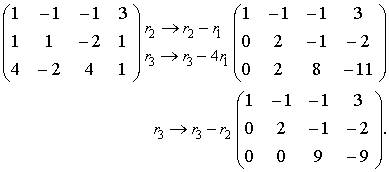 1 −1 −1 3 1 −1 −1 3
1 1 −2 1 r₂ → r₂ − r₁ 0 2 −1 −2
4 −2 4 1 r₃ → r₃ − 4r₁ 0 2 8 −11
1 −1 −1 3
r₃ → r₃ − r₂ 0 2 −1 −2 .
0 0 9 −9